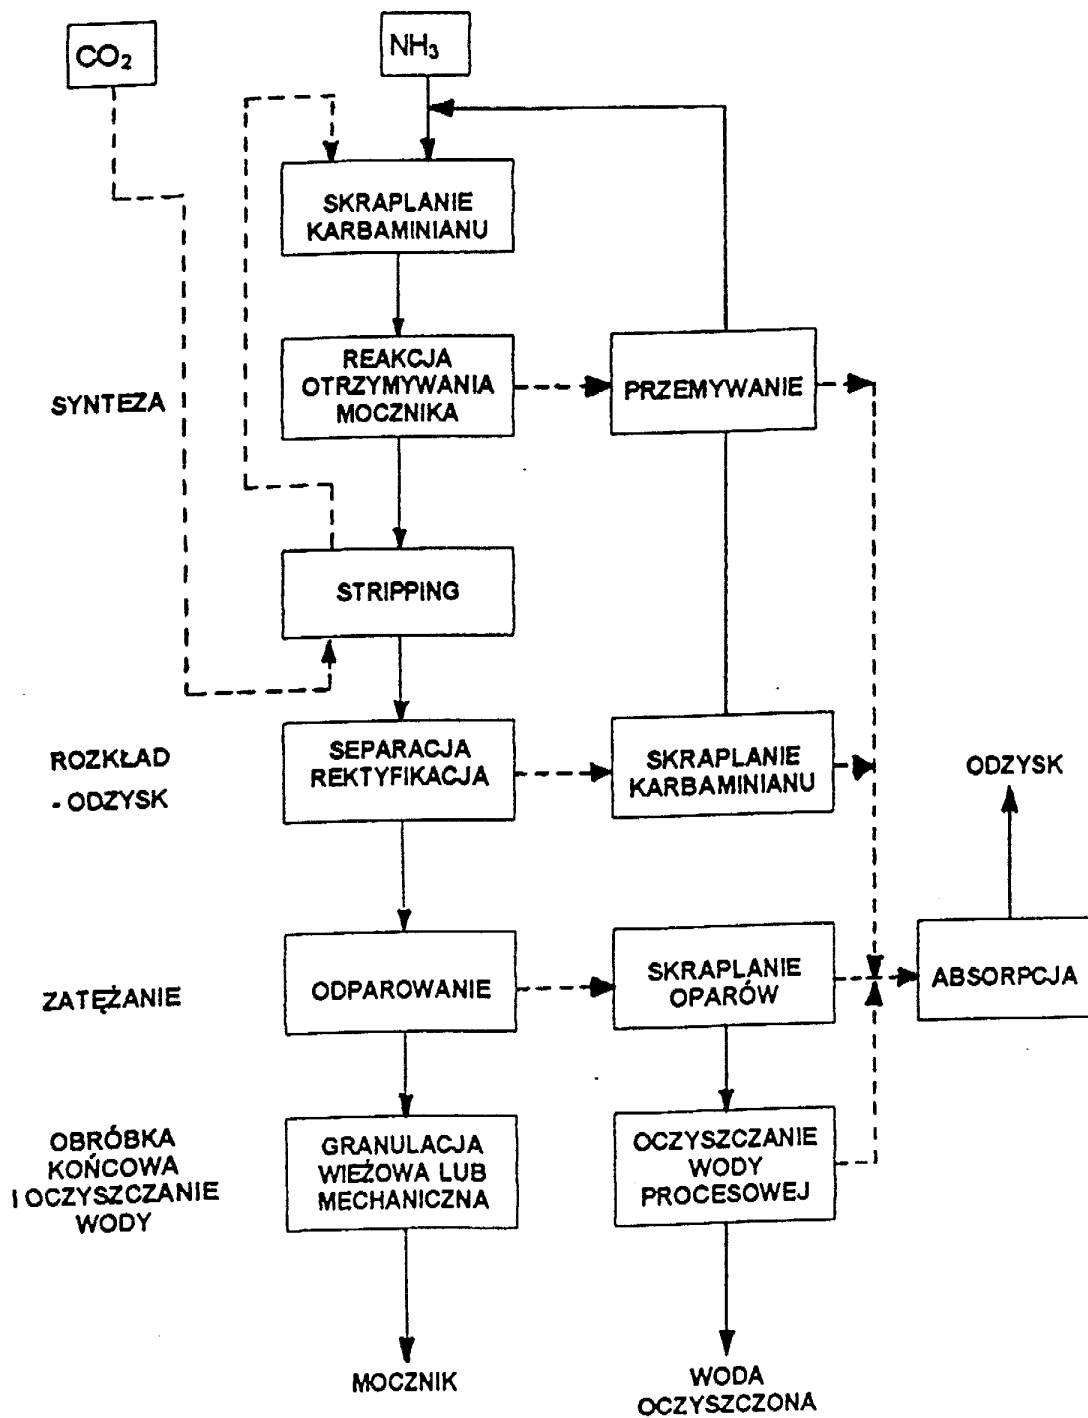 CO₂
NH₃
SKRAPLANIE
KARBAMINIANU
SYNTEZA
REAKCJA
OTRZYMYWANIA
MOCZNIKA
PRZEMYWANIE
STRIPPING
ROZKŁAD
- ODZYSK
SEPARACJA
REKTYFIKACJA
SKRAPLANIE
KARBAMINIANU
ODZYSK
ZATĘŻANIE
ODPAROWANIE
SKRAPLANIE
OPARÓW
ABSORPCJA
OBRÓBKA
KOŃCOWA
I OCZYSZCZANIE
WODY
GRANULACJA
WIEŻOWA LUB
MECHANICZNA
OCZYSZCZANIE
WODY
PROCESOWEJ
MOCZNIK
WODA
OCZYSZCZONA